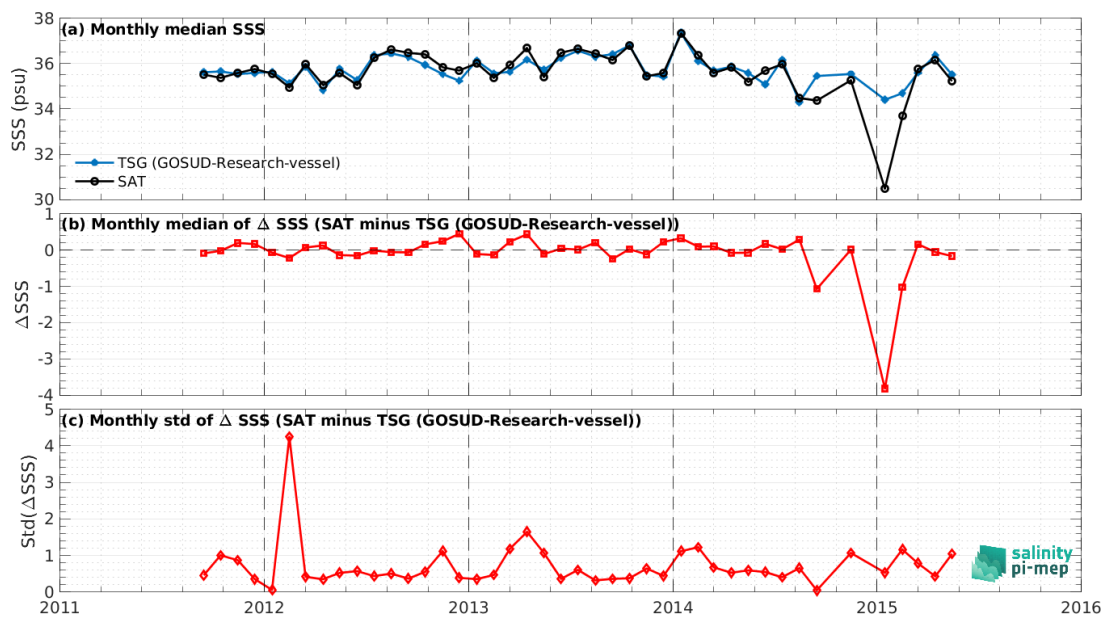 (a) Monthly median SSS
SSS (psu)
38
36
34
32
30
TSG (GOSUD-Research-vessel)
SAT
(b) Monthly median of Δ SSS (SAT minus TSG (GOSUD-Research-vessel))
ΔSSS
1
0
-1
-2
-3
-4
(c) Monthly std of Δ SSS (SAT minus TSG (GOSUD-Research-vessel))
Std(ΔSSS)
5
4
3
2
1
0
salinity
pi-mep
2011
2012
2013
2014
2015
2016